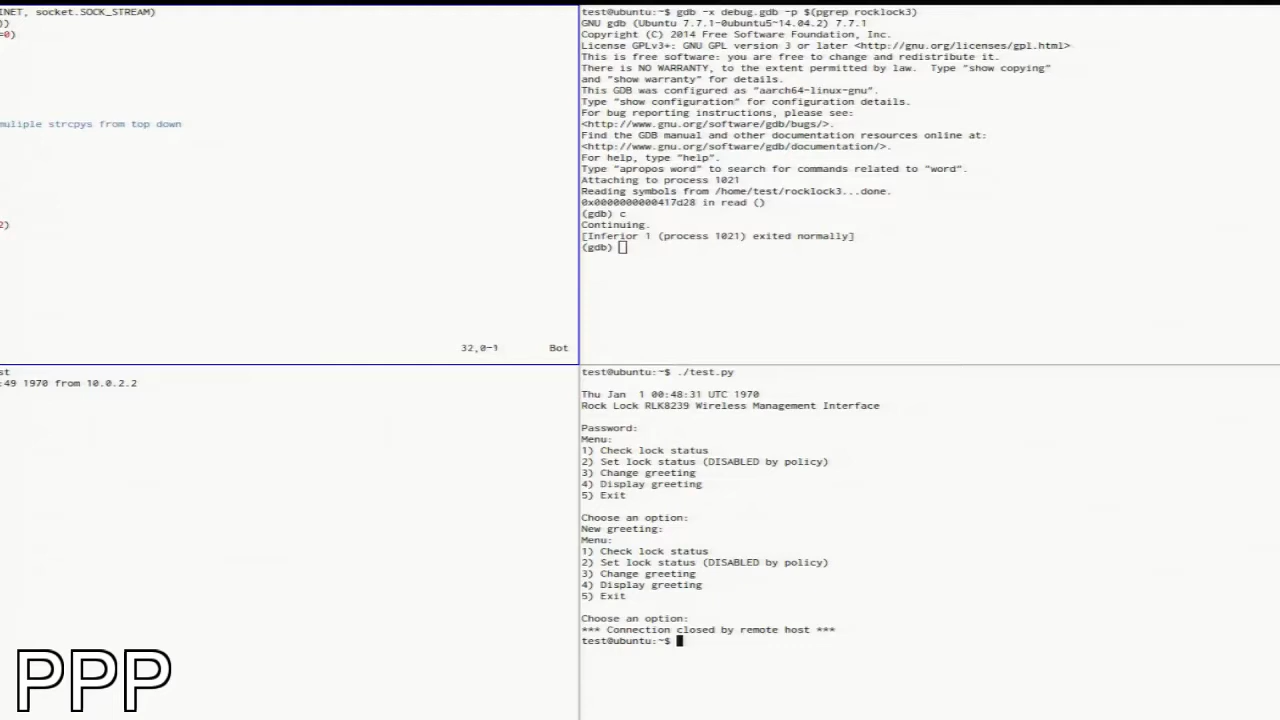 INET, socket.SOCK_STREAM)
))
=0)
muliple strcpys from top down
2)
32,0-1 Bot
test@ubuntu:~$ gdb -x debug.gdb -p $(pgrep rocklock3)
GNU gdb (Ubuntu 7.7.1-0ubuntu5~14.04.2) 7.7.1
Copyright (C) 2014 Free Software Foundation, Inc.
License GPLv3+: GNU GPL version 3 or later <http://gnu.org/licenses/gpl.html>
This is free software: you are free to change and redistribute it.
There is NO WARRANTY, to the extent permitted by law.  Type "show copying"
and "show warranty" for details.
This GDB was configured as "aarch64-linux-gnu".
Type "show configuration" for configuration details.
For bug reporting instructions, please see:
<http://www.gnu.org/software/gdb/bugs/>.
Find the GDB manual and other documentation resources online at:
<http://www.gnu.org/software/gdb/documentation/>.
For help, type "help".
Type "apropos word" to search for commands related to "word".
Attaching to process 1021
Reading symbols from /home/test/rocklock3...done.
0x0000000000417d28 in read ()
(gdb) c
Continuing.
[Inferior 1 (process 1021) exited normally]
(gdb)
st
:49 1970 from 10.0.2.2
test@ubuntu:~$ ./test.py
Thu Jan  1 00:48:31 UTC 1970
Rock Lock RLK8239 Wireless Management Interface
Password:
Menu:
1) Check lock status
2) Set lock status (DISABLED by policy)
3) Change greeting
4) Display greeting
5) Exit
Choose an option:
New greeting:
Menu:
1) Check lock status
2) Set lock status (DISABLED by policy)
3) Change greeting
4) Display greeting
5) Exit
Choose an option:
*** Connection closed by remote host ***
test@ubuntu:~$
PPP